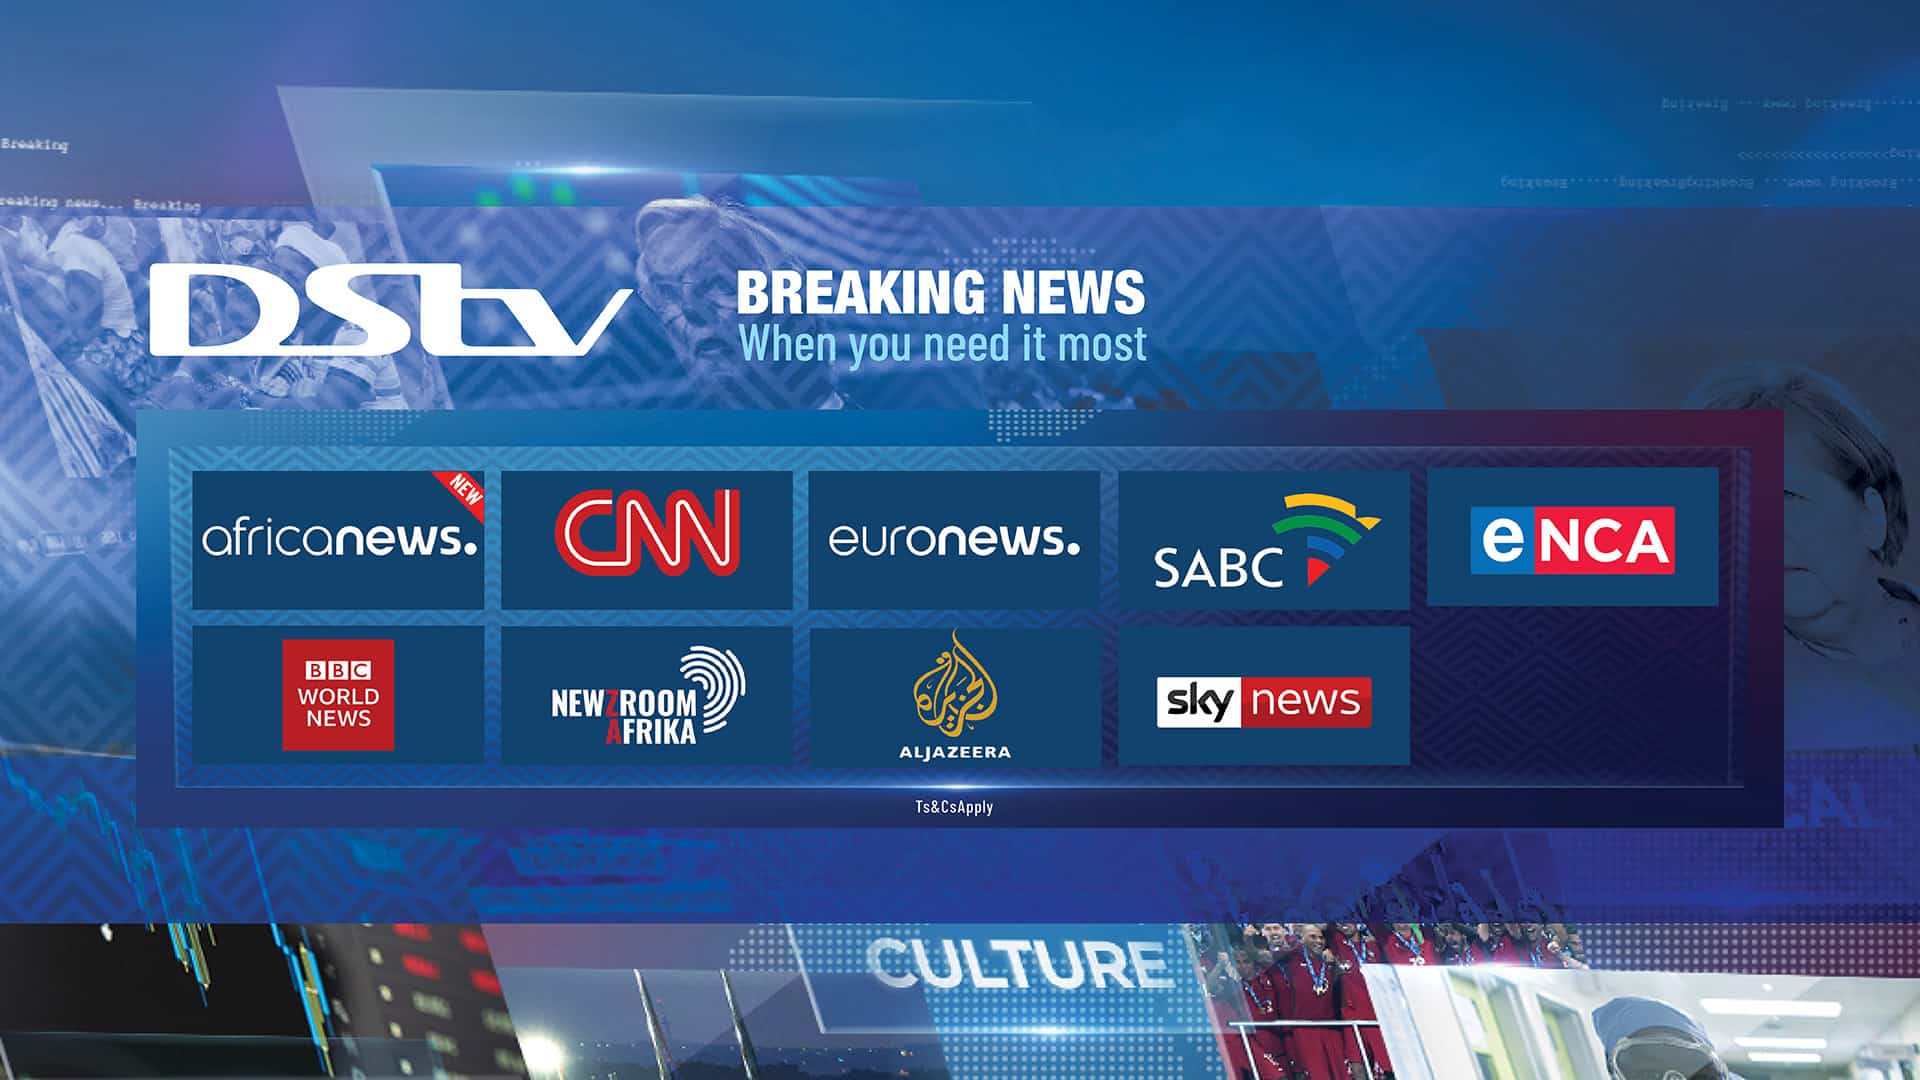 Breaking
reaking news... Breaking
DStv
BREAKING NEWS
When you need it most
africanews.
NEW
CNN
euronews.
SABC
eNCA
BBC
WORLD
NEWS
NEWZROOM
AFRIKA
الجزيرة
ALJAZEERA
sky news
Ts&CsApply
CULTURE